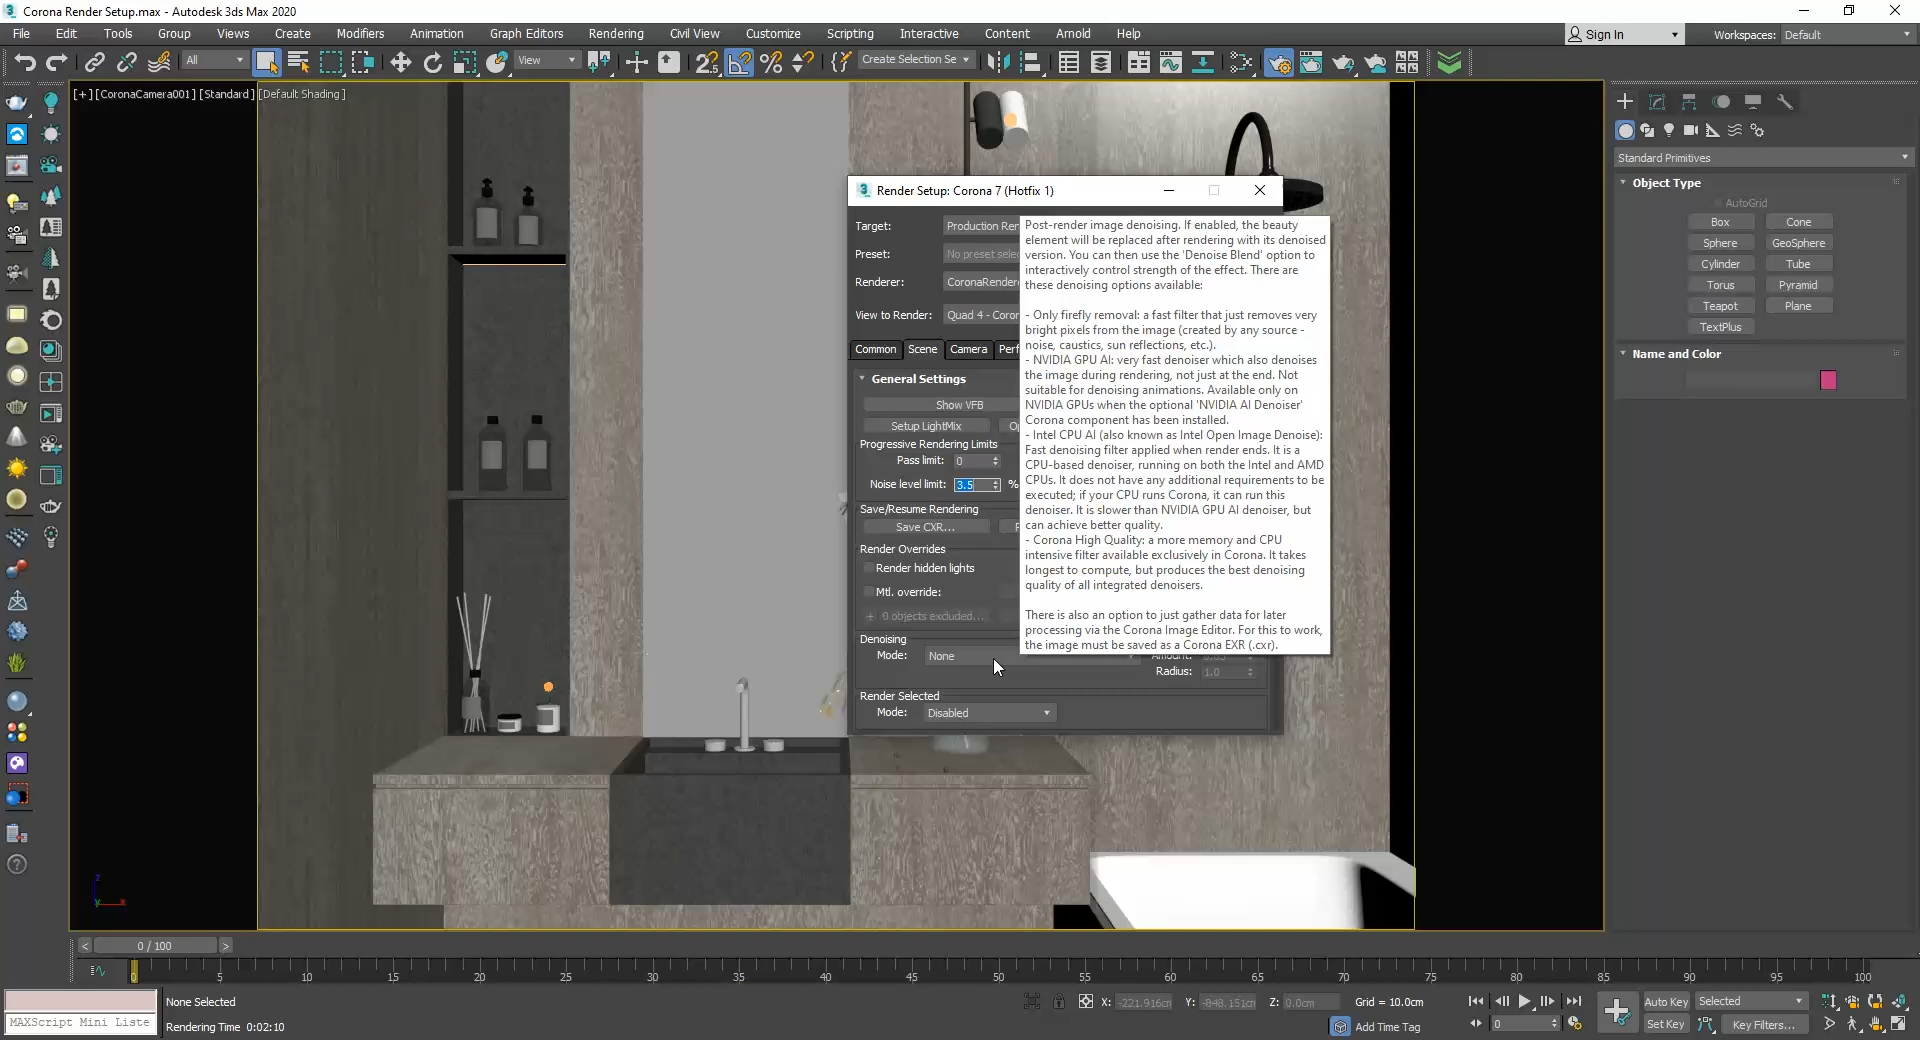 Corona Render Setup.max - Autodesk 3ds Max 2020
File Edit Tools Group Views Create Modifiers Animation Graph Editors Rendering Civil View Customize Scripting Interactive Content Arnold Help
Sign In
Workspaces: Default
All
View
Create Selection Se
[+] [CoronaCamera001] [Standard] [Default Shading]
Render Setup: Corona 7 (Hotfix 1)
Target: Production Ren
Preset: No preset selec
Renderer: CoronaRendere
View to Render: Quad 4 - Coron
Common Scene Camera Perf
General Settings
Show VFB
Setup LightMix
Progressive Rendering Limits
Pass limit: 0
Noise level limit: 3.5 %
Save/Resume Rendering
Save CXR...
Render Overrides
Render hidden lights
Mtl. override:
0 objects excluded...
Denoising
Mode: None
Amount: 0.65
Radius: 1.0
Render Selected
Mode: Disabled
Post-render image denoising. If enabled, the beauty
element will be replaced after rendering with its denoised
version. You can then use the 'Denoise Blend' option to
interactively control strength of the effect. There are
these denoising options available:
- Only firefly removal: a fast filter that just removes very
bright pixels from the image (created by any source -
noise, caustics, sun reflections, etc.).
- NVIDIA GPU AI: very fast denoiser which also denoises
the image during rendering, not just at the end. Not
suitable for denoising animations. Available only on
NVIDIA GPUs when the optional 'NVIDIA AI Denoiser'
Corona component has been installed.
- Intel CPU AI (also known as Intel Open Image Denoise):
Fast denoising filter applied when render ends. It is a
CPU-based denoiser, running on both the Intel and AMD
CPUs. It does not have any additional requirements to be
executed; if your CPU runs Corona, it can run this
denoiser. It is slower than NVIDIA GPU AI denoiser, but
can achieve better quality.
- Corona High Quality: a more memory and CPU
intensive filter available exclusively in Corona. It takes
longest to compute, but produces the best denoising
quality of all integrated denoisers.
There is also an option to just gather data for later
processing via the Corona Image Editor. For this to work,
the image must be saved as a Corona EXR (.cxr).
Standard Primitives
Object Type
AutoGrid
Box Cone
Sphere GeoSphere
Cylinder Tube
Torus Pyramid
Teapot Plane
TextPlus
Name and Color
z
y x
< 0 / 100 >
0 5 10 15 20 25 30 35 40 45 50 55 60 65 70 75 80 85 90 95 100
None Selected
X: -221.916cm Y: -848.151cm Z: 0.0cm Grid = 10.0cm
Auto Key Selected
MAXScript Mini Liste
Rendering Time 0:02:10
Add Time Tag
0
Set Key Key Filters...